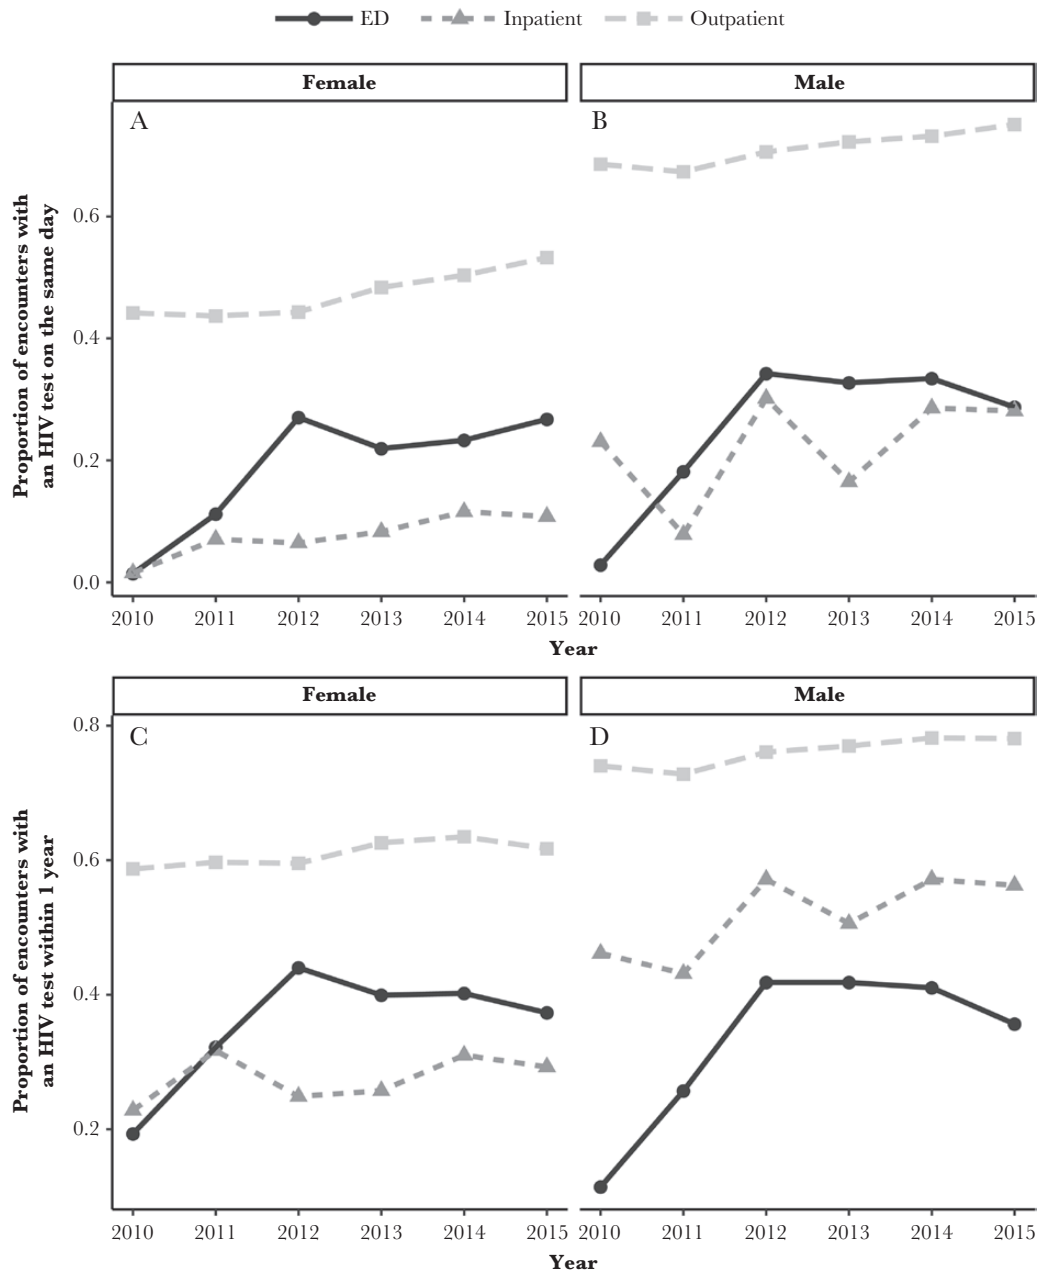 ED Inpatient Outpatient
Female Male
A B
Proportion of encounters with
an HIV test on the same day
0.6
0.4
0.2
0.0
2010 2011 2012 2013 2014 2015 2010 2011 2012 2013 2014 2015
Year
Female Male
C D
Proportion of encounters with
an HIV test within 1 year
0.8
0.6
0.4
0.2
2010 2011 2012 2013 2014 2015 2010 2011 2012 2013 2014 2015
Year